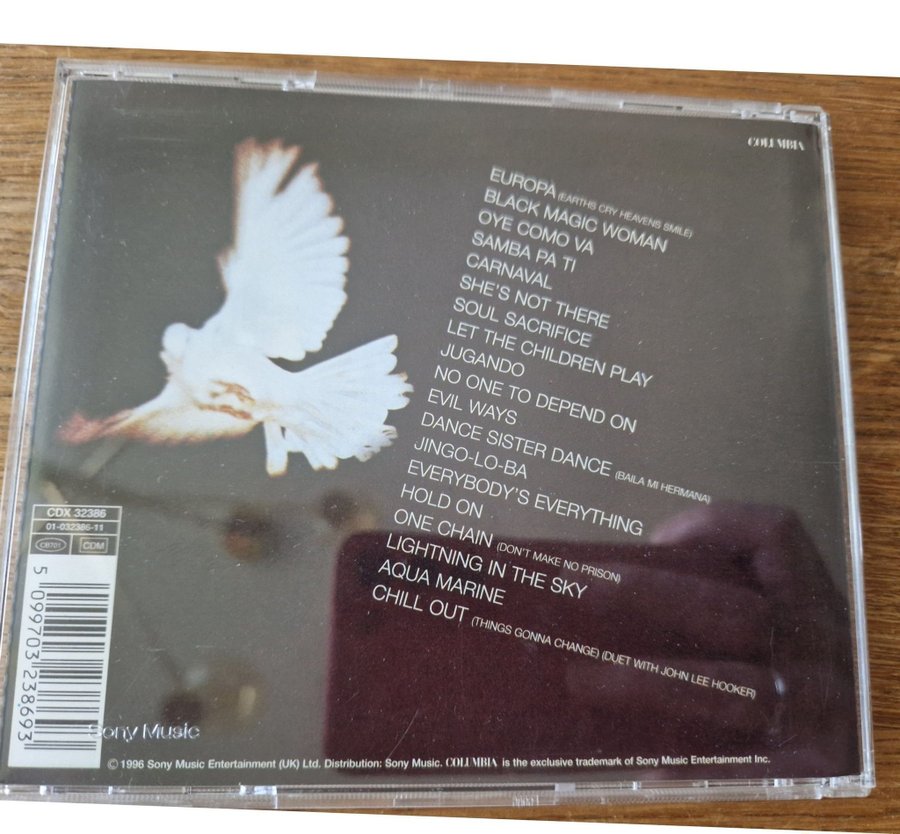 COLUMBIA
EUROPA (EARTHS CRY HEAVENS SMILE)
BLACK MAGIC WOMAN
OYE COMO VA
SAMBA PA TI
CARNAVAL
SHE'S NOT THERE
SOUL SACRIFICE
LET THE CHILDREN PLAY
JUGANDO
NO ONE TO DEPEND ON
EVIL WAYS
DANCE SISTER DANCE (BAILA MI HERMANA)
JINGO-LO-BA
EVERYBODY'S EVERYTHING
HOLD ON
ONE CHAIN (DON'T MAKE NO PRISON)
LIGHTNING IN THE SKY
AQUA MARINE
CHILL OUT (THINGS GONNA CHANGE) (DUET WITH JOHN LEE HOOKER)
CDX 32386
01-032386-11
CB701 CDM
5 099703 238693
Sony Music
© 1996 Sony Music Entertainment (UK) Ltd. Distribution: Sony Music. COLUMBIA is the exclusive trademark of Sony Music Entertainment Inc.